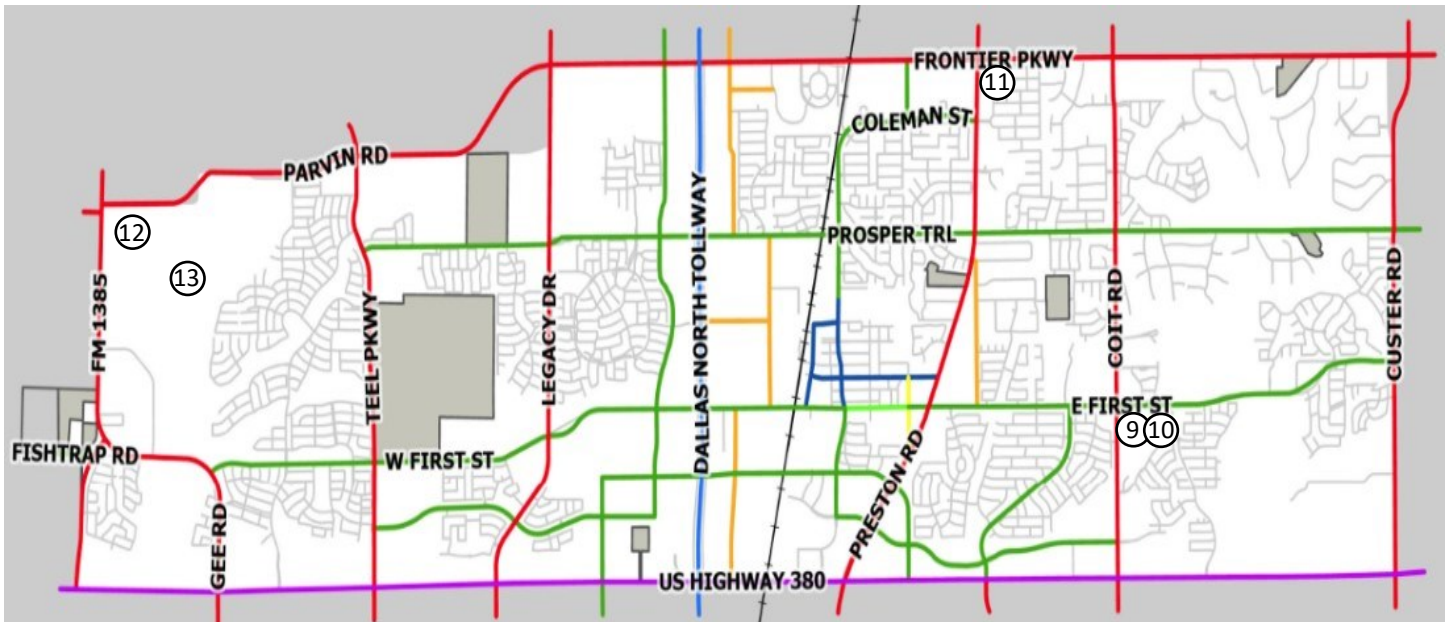 FRONTIER PKWY
11
COLEMAN ST
PARVIN RD
12
PROSPER TRL
13
FM 1385
TEEL PKWY
LEGACY DR
DALLAS NORTH TOLLWAY
COIT RD
CUSTER RD
E FIRST ST
9
10
FISHTRAP RD
W FIRST ST
PRESTON RD
GEE RD
US HIGHWAY 380